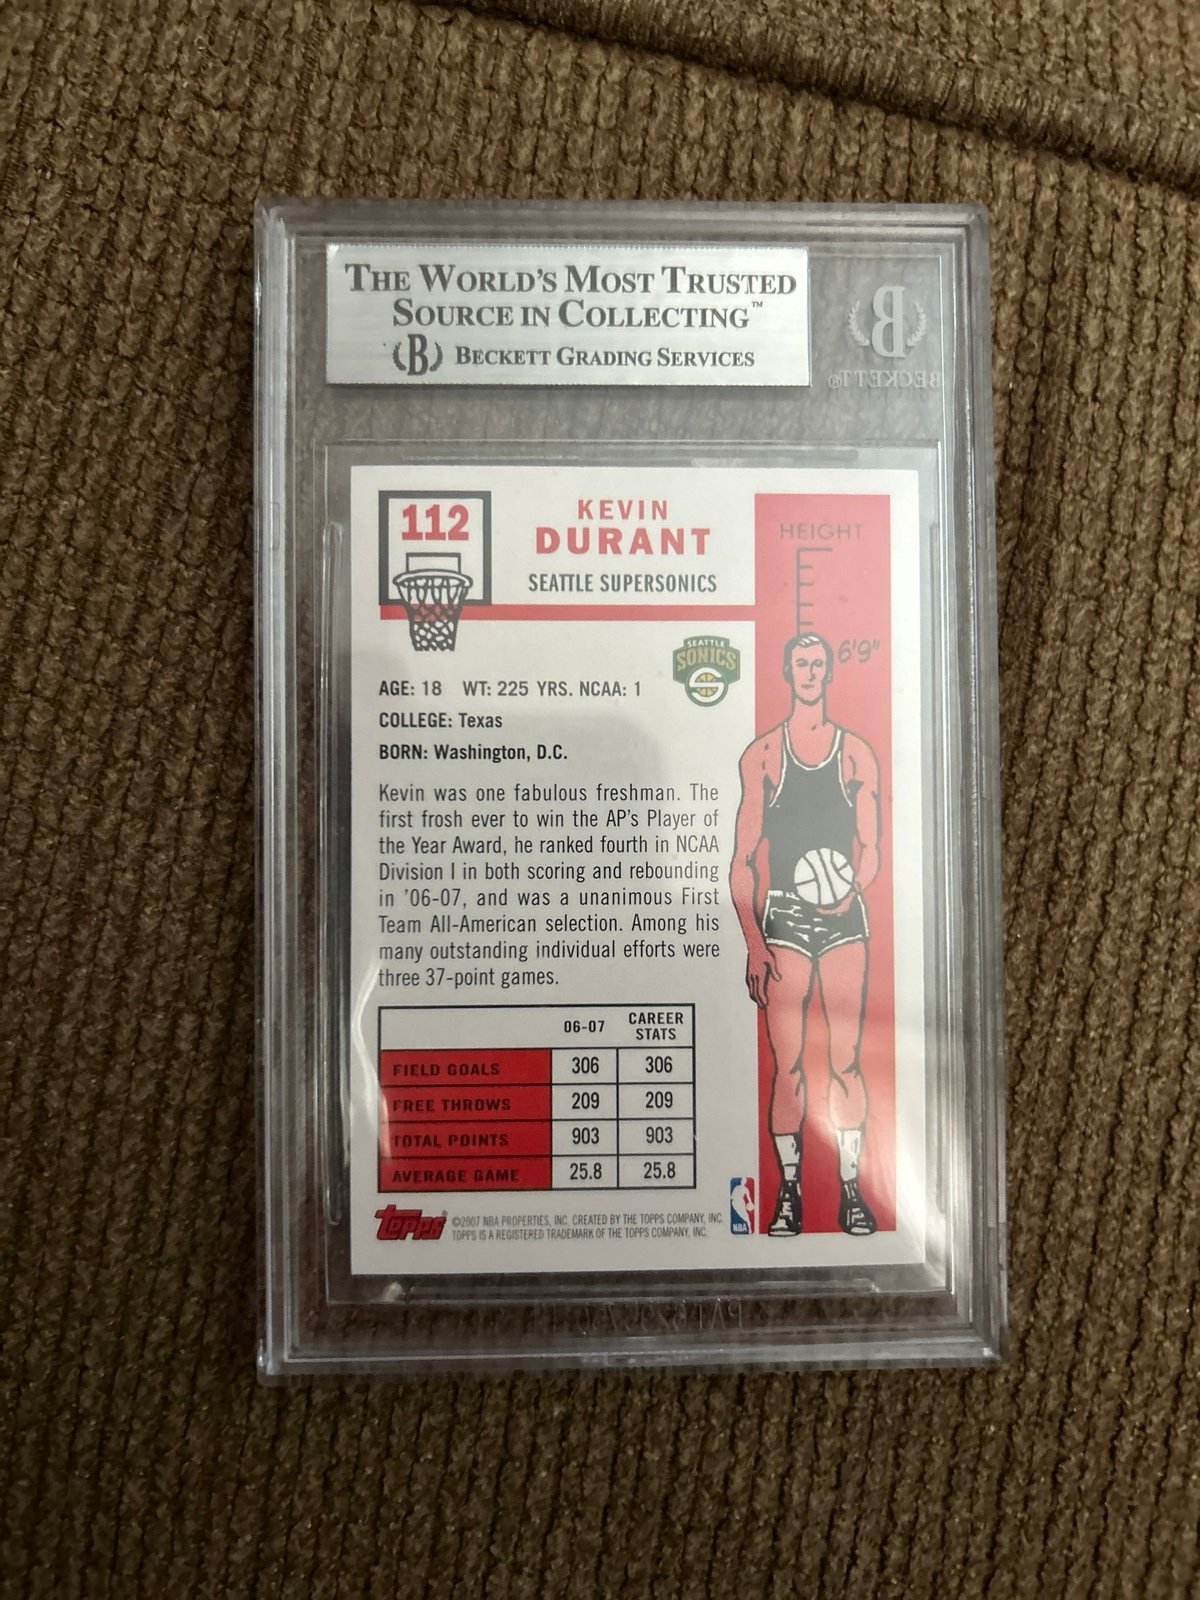 THE WORLD'S MOST TRUSTED
SOURCE IN COLLECTING™
B BECKETT GRADING SERVICES
B
BECKETT®
112
KEVIN
DURANT
SEATTLE SUPERSONICS
HEIGHT
6'9"
SEATTLE
SONICS
AGE: 18 WT: 225 YRS. NCAA: 1
COLLEGE: Texas
BORN: Washington, D.C.
Kevin was one fabulous freshman. The
first frosh ever to win the AP's Player of
the Year Award, he ranked fourth in NCAA
Division I in both scoring and rebounding
in '06-07, and was a unanimous First
Team All-American selection. Among his
many outstanding individual efforts were
three 37-point games.
06-07 CAREER STATS
FIELD GOALS 306 306
FREE THROWS 209 209
TOTAL POINTS 903 903
AVERAGE GAME 25.8 25.8
topps
©2007 NBA PROPERTIES, INC. CREATED BY THE TOPPS COMPANY, INC.
TOPPS IS A REGISTERED TRADEMARK OF THE TOPPS COMPANY, INC.
NBA